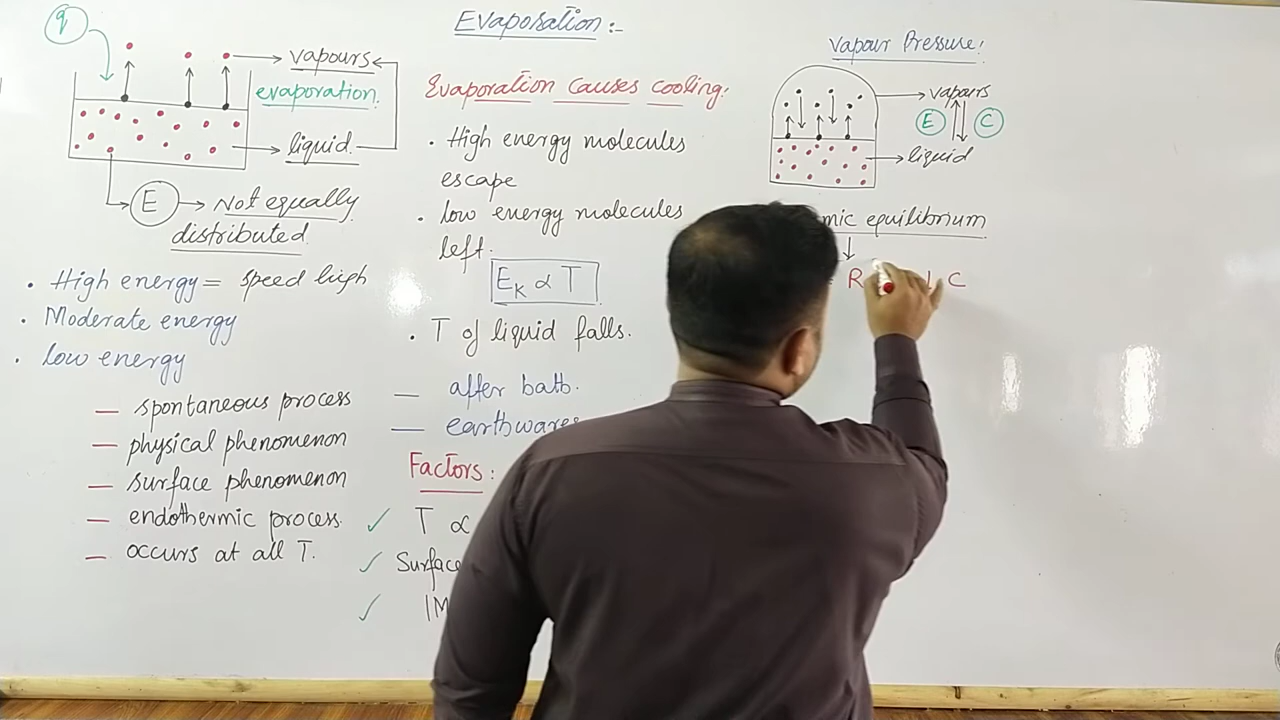 Evaporation:-
q
vapours
evaporation.
liquid
E → Not equally
distributed
• High energy = speed high
• Moderate energy
• low energy
— spontaneous process
— physical phenomenon
— surface phenomenon
— endothermic process.
— occurs at all T.
Evaporation causes cooling:
• High energy molecules
escape
• low energy molecules
left.
Eₖ ∝ T
• T of liquid falls.
— after bath.
— earthwares
Factors:
✓ T ∝
✓ Surface
✓
Vapour Pressure:
vapours
E C
liquid
mic equilibrium
↓
R C